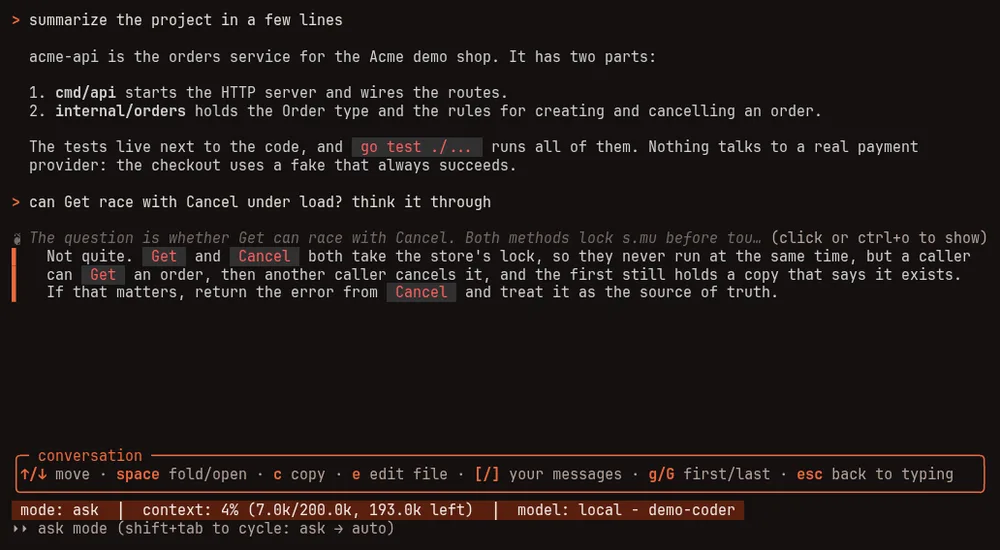 > summarize the project in a few lines
acme-api is the orders service for the Acme demo shop. It has two parts:
1. cmd/api starts the HTTP server and wires the routes.
2. internal/orders holds the Order type and the rules for creating and cancelling an order.
The tests live next to the code, and go test ./... runs all of them. Nothing talks to a real payment
provider: the checkout uses a fake that always succeeds.
> can Get race with Cancel under load? think it through
The question is whether Get can race with Cancel. Both methods lock s.mu before tou… (click or ctrl+o to show)
Not quite. Get and Cancel both take the store's lock, so they never run at the same time, but a caller
can Get an order, then another caller cancels it, and the first still holds a copy that says it exists.
If that matters, return the error from Cancel and treat it as the source of truth.
conversation
↑/↓ move · space fold/open · c copy · e edit file · [/] your messages · g/G first/last · esc back to typing
mode: ask | context: 4% (7.0k/200.0k, 193.0k left) | model: local - demo-coder
▸▸ ask mode (shift+tab to cycle: ask → auto)